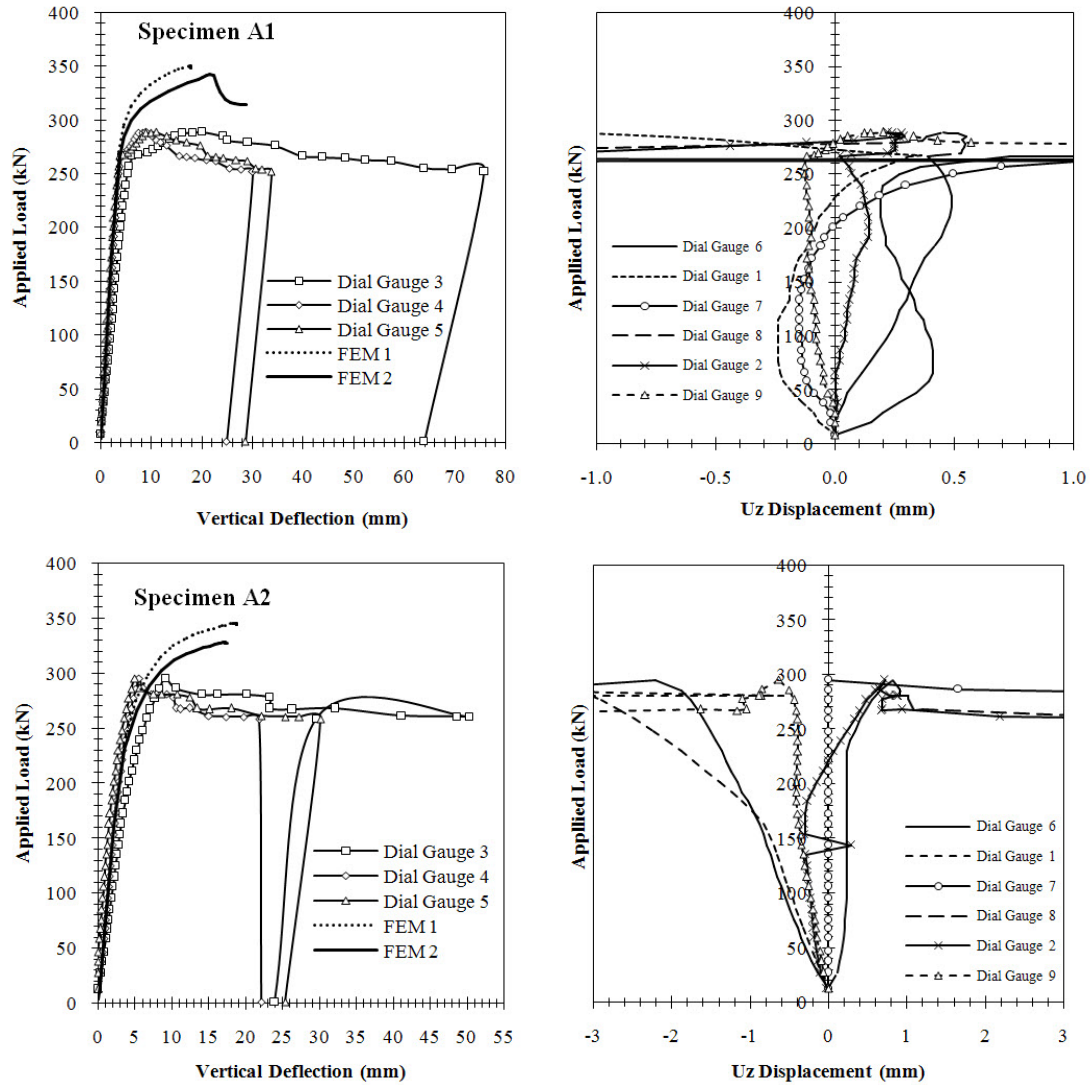 Specimen A1
Applied Load (kN)
400
350
300
250
200
150
100
50
0
0 10 20 30 40 50 60 70 80
Vertical Deflection (mm)
Dial Gauge 3
Dial Gauge 4
Dial Gauge 5
FEM 1
FEM 2
Appllied Load (kN)
400
350
300
250
200
150
100
50
0
-1.0 -0.5 0.0 0.5 1.0
Uz Displacement (mm)
Dial Gauge 6
Dial Gauge 1
Dial Gauge 7
Dial Gauge 8
Dial Gauge 2
Dial Gauge 9
Specimen A2
Applied Load (kN)
400
350
300
250
200
150
100
50
0
0 5 10 15 20 25 30 35 40 45 50 55
Vertical Deflection (mm)
Dial Gauge 3
Dial Gauge 4
Dial Gauge 5
FEM 1
FEM 2
Appllied Load (kN)
400
350
300
250
200
150
100
50
0
-3 -2 -1 0 1 2 3
Uz Displacement (mm)
Dial Gauge 6
Dial Gauge 1
Dial Gauge 7
Dial Gauge 8
Dial Gauge 2
Dial Gauge 9